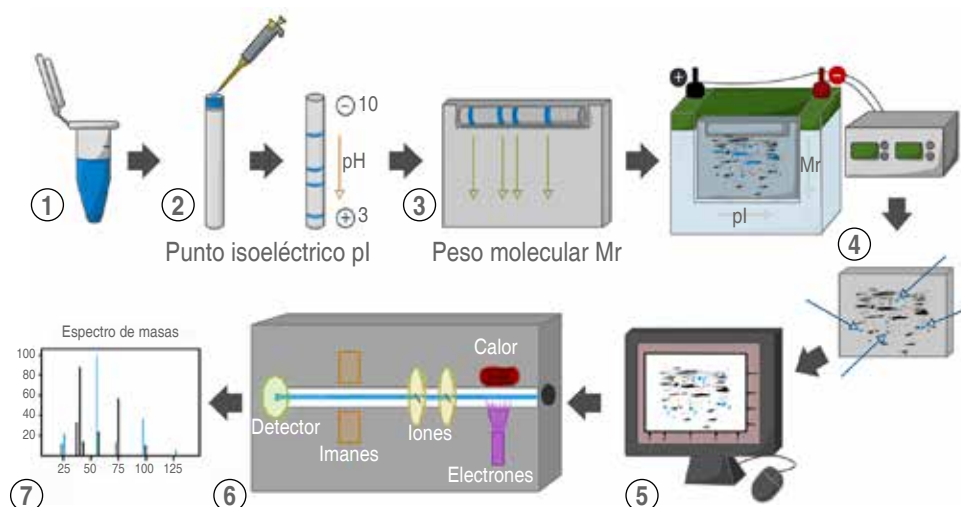 1
2
Punto isoeléctrico pI
- 10
pH
+ 3
3
Peso molecular Mr
+
-
Mr
pI
4
5
6
Calor
Detector
Imanes
Iones
Electrones
7
Espectro de masas
100
80
60
40
20
25 50 75 100 125